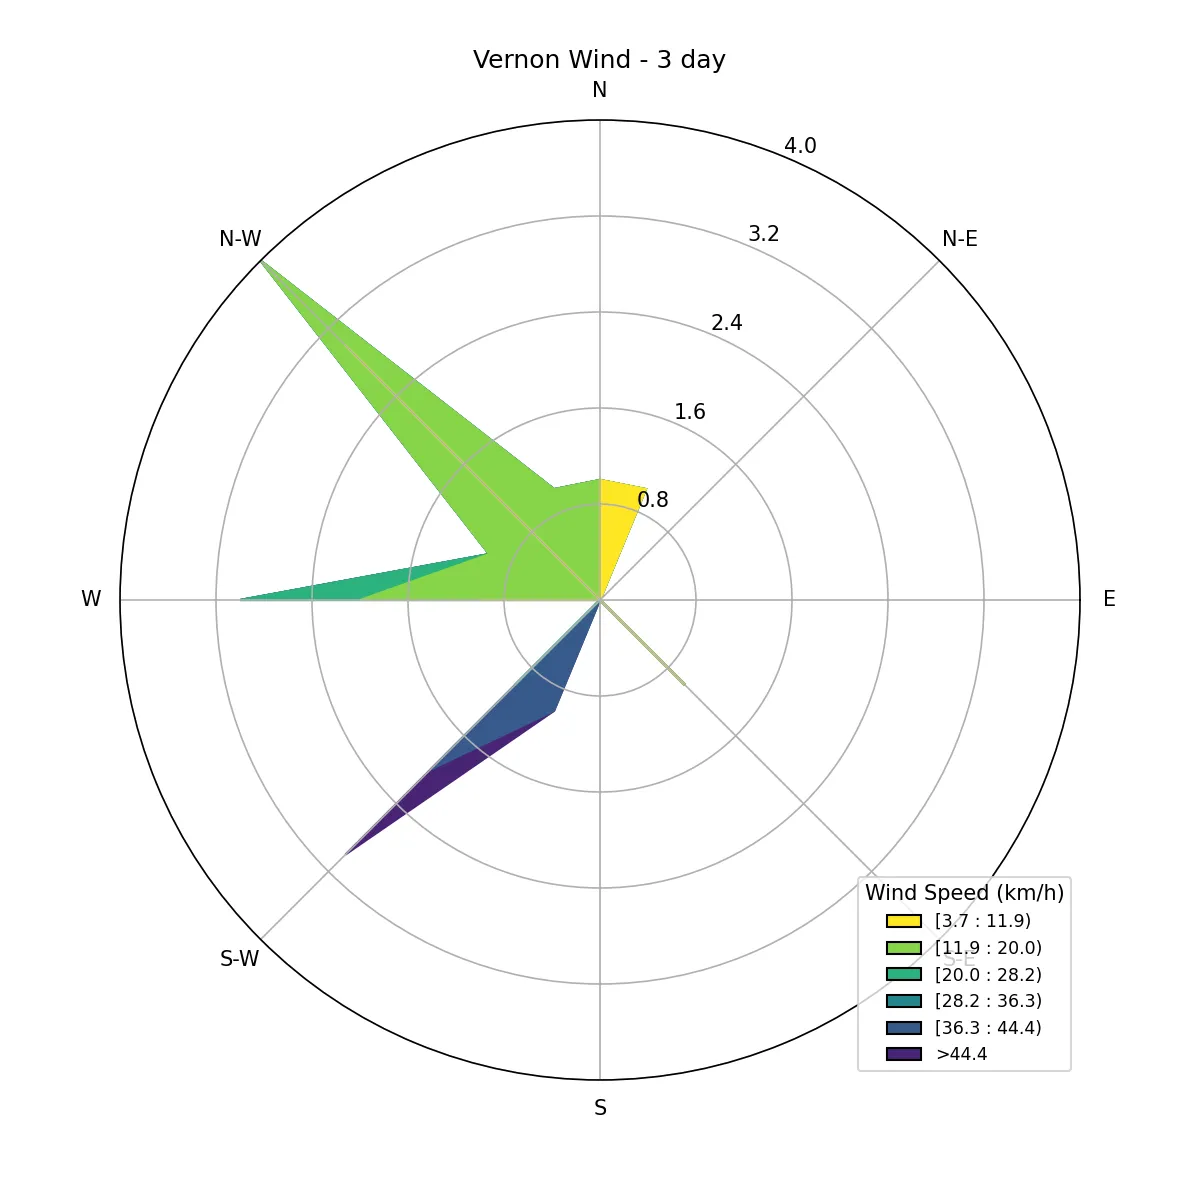 Vernon Wind - 3 day
N
4.0
N-W
N-E
3.2
2.4
1.6
0.8
W
E
S-W
S-E
S
Wind Speed (km/h)
[3.7 : 11.9)
[11.9 : 20.0)
[20.0 : 28.2)
[28.2 : 36.3)
[36.3 : 44.4)
>44.4